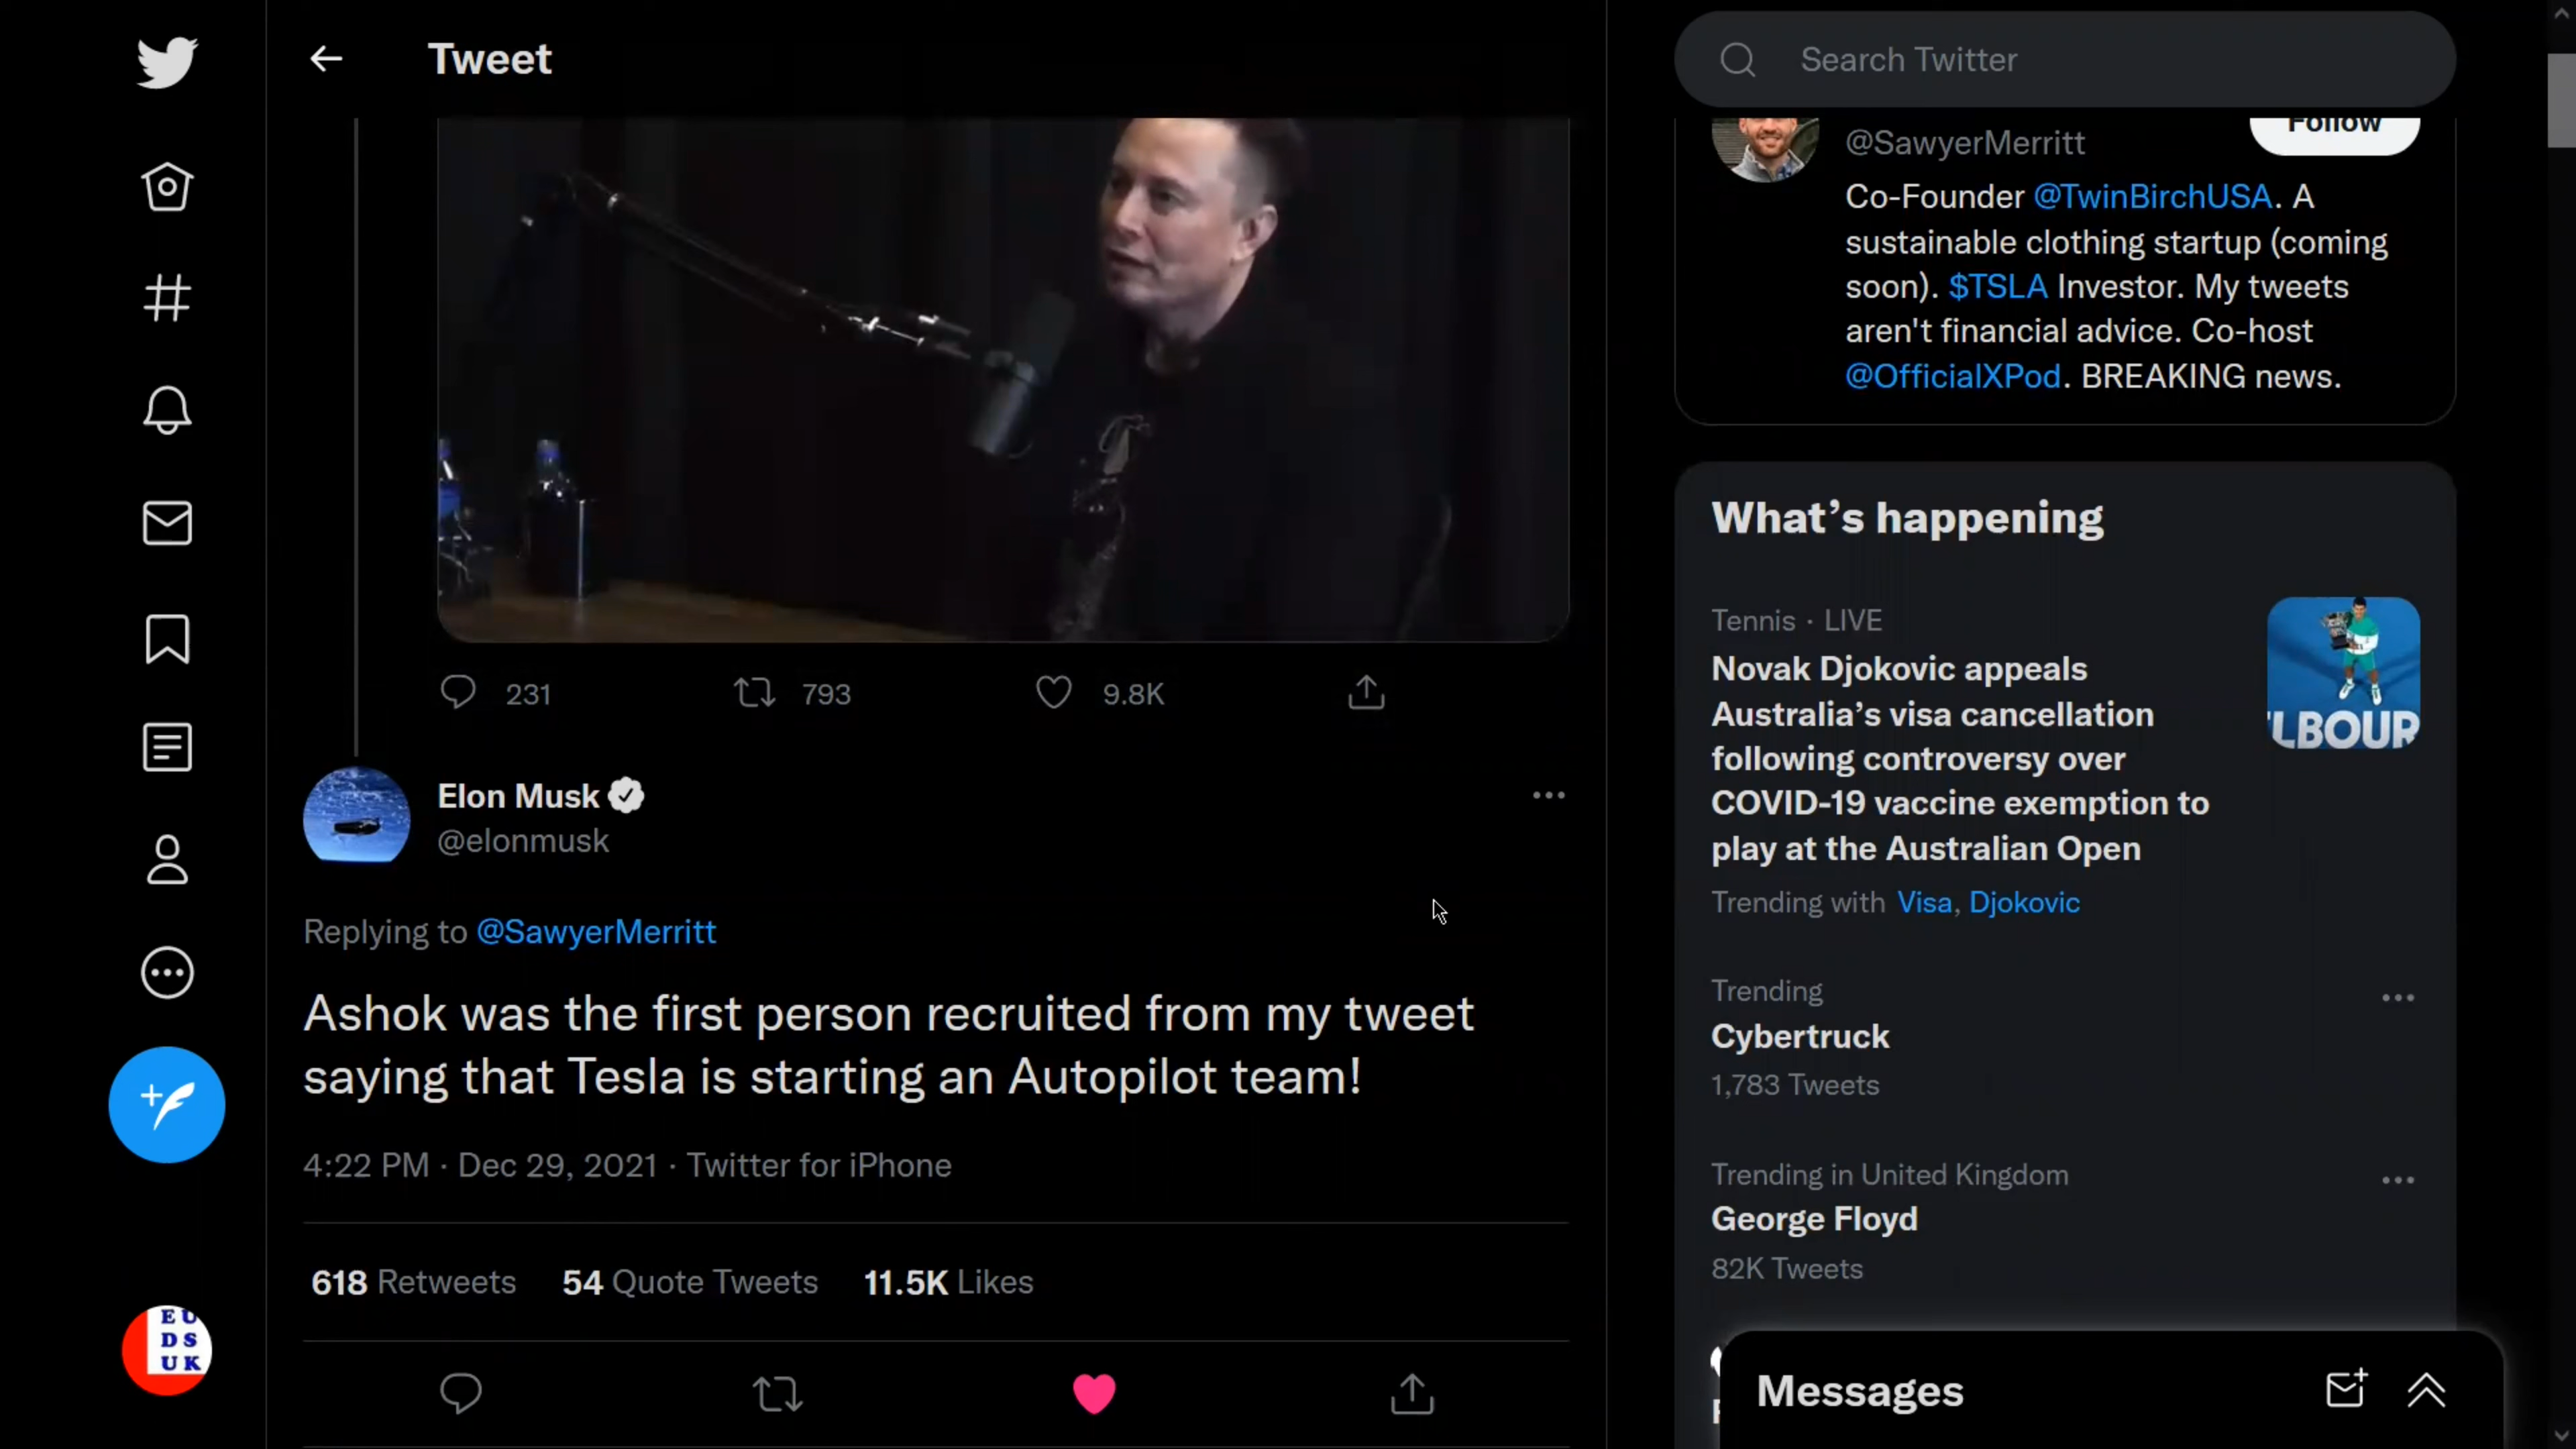 Tweet
231
793
9.8K
Elon Musk
@elonmusk
Replying to @SawyerMerritt
Ashok was the first person recruited from my tweet
saying that Tesla is starting an Autopilot team!
4:22 PM · Dec 29, 2021 · Twitter for iPhone
618 Retweets 54 Quote Tweets 11.5K Likes
EU
DS
UK
Search Twitter
@SawyerMerritt
Follow
Co-Founder @TwinBirchUSA. A
sustainable clothing startup (coming
soon). $TSLA Investor. My tweets
aren't financial advice. Co-host
@OfficialXPod. BREAKING news.
What's happening
Tennis · LIVE
Novak Djokovic appeals
Australia's visa cancellation
following controversy over
COVID-19 vaccine exemption to
play at the Australian Open
LBOUR
Trending with Visa, Djokovic
Trending
Cybertruck
1,783 Tweets
Trending in United Kingdom
George Floyd
82K Tweets
Messages